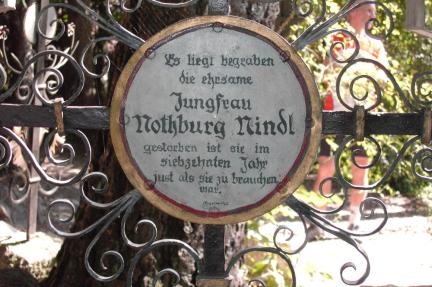 Es liegt begraben
die ehrsame
Jungfrau
Nothburg Nindl
gestorben ist sie im
siebzehnten Jahr
just als sie zu brauchen
war.